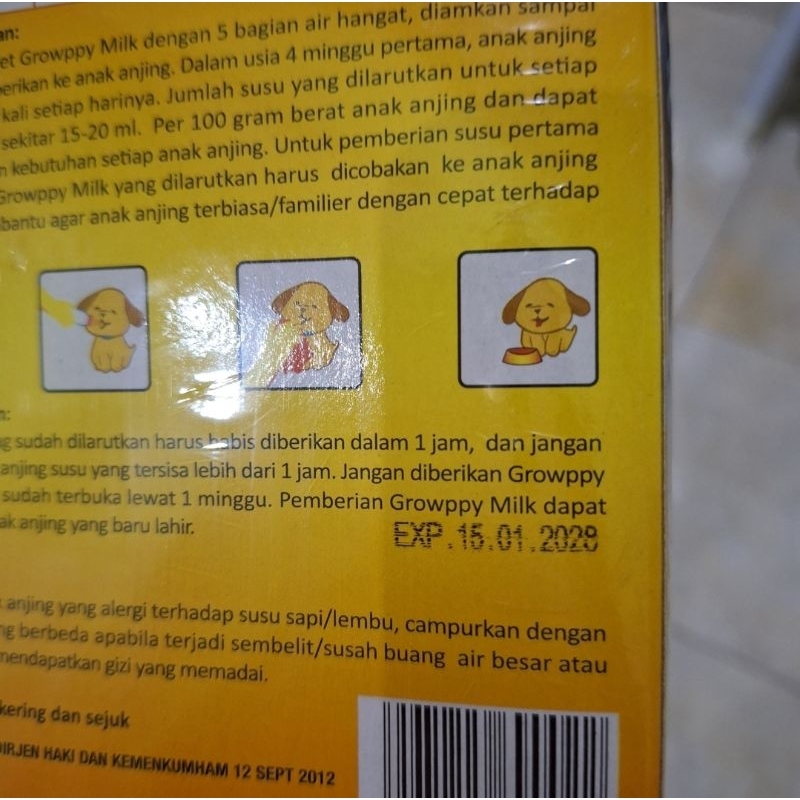 an:
et Growppy Milk dengan 5 bagian air hangat, diamkan sampai
erikan ke anak anjing. Dalam usia 4 minggu pertama, anak anjing
kali setiap harinya. Jumlah susu yang dilarutkan untuk setiap
sekitar 15-20 ml. Per 100 gram berat anak anjing dan dapat
n kebutuhan setiap anak anjing. Untuk pemberian susu pertama
Growppy Milk yang dilarutkan harus dicobakan ke anak anjing
bantu agar anak anjing terbiasa/familier dengan cepat terhadap
n:
g sudah dilarutkan harus habis diberikan dalam 1 jam, dan jangan
anjing susu yang tersisa lebih dari 1 jam. Jangan diberikan Growppy
sudah terbuka lewat 1 minggu. Pemberian Growppy Milk dapat
ak anjing yang baru lahir.
EXP.15.01.2028
anjing yang alergi terhadap susu sapi/lembu, campurkan dengan
ng berbeda apabila terjadi sembelit/susah buang air besar atau
mendapatkan gizi yang memadai.
kering dan sejuk
DIRJEN HAKI DAN KEMENKUMHAM 12 SEPT 2012